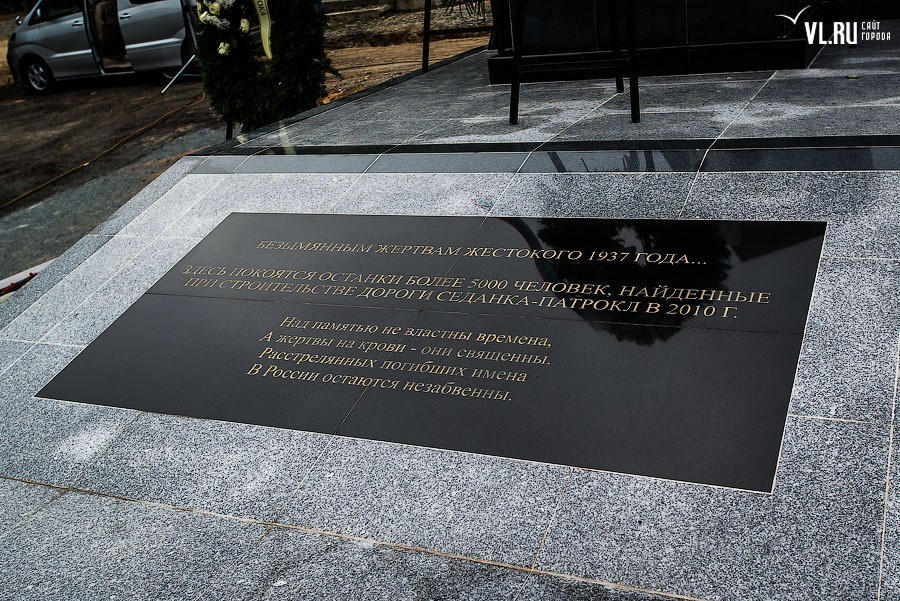 VL.RU САЙТ ГОРОДА
БЕЗЫМЯННЫМ ЖЕРТВАМ ЖЕСТОКОГО 1937 ГОДА...
ЗДЕСЬ ПОКОЯТСЯ ОСТАНКИ БОЛЕЕ 5000 ЧЕЛОВЕК, НАЙДЕННЫЕ
ПРИ СТРОИТЕЛЬСТВЕ ДОРОГИ СЕДАНКА-ПАТРОКЛ В 2010 Г.
Над памятью не властны времена,
А жертвы на крови - они священны.
Расстрелянных погибших имена
В России остаются незабвенны.